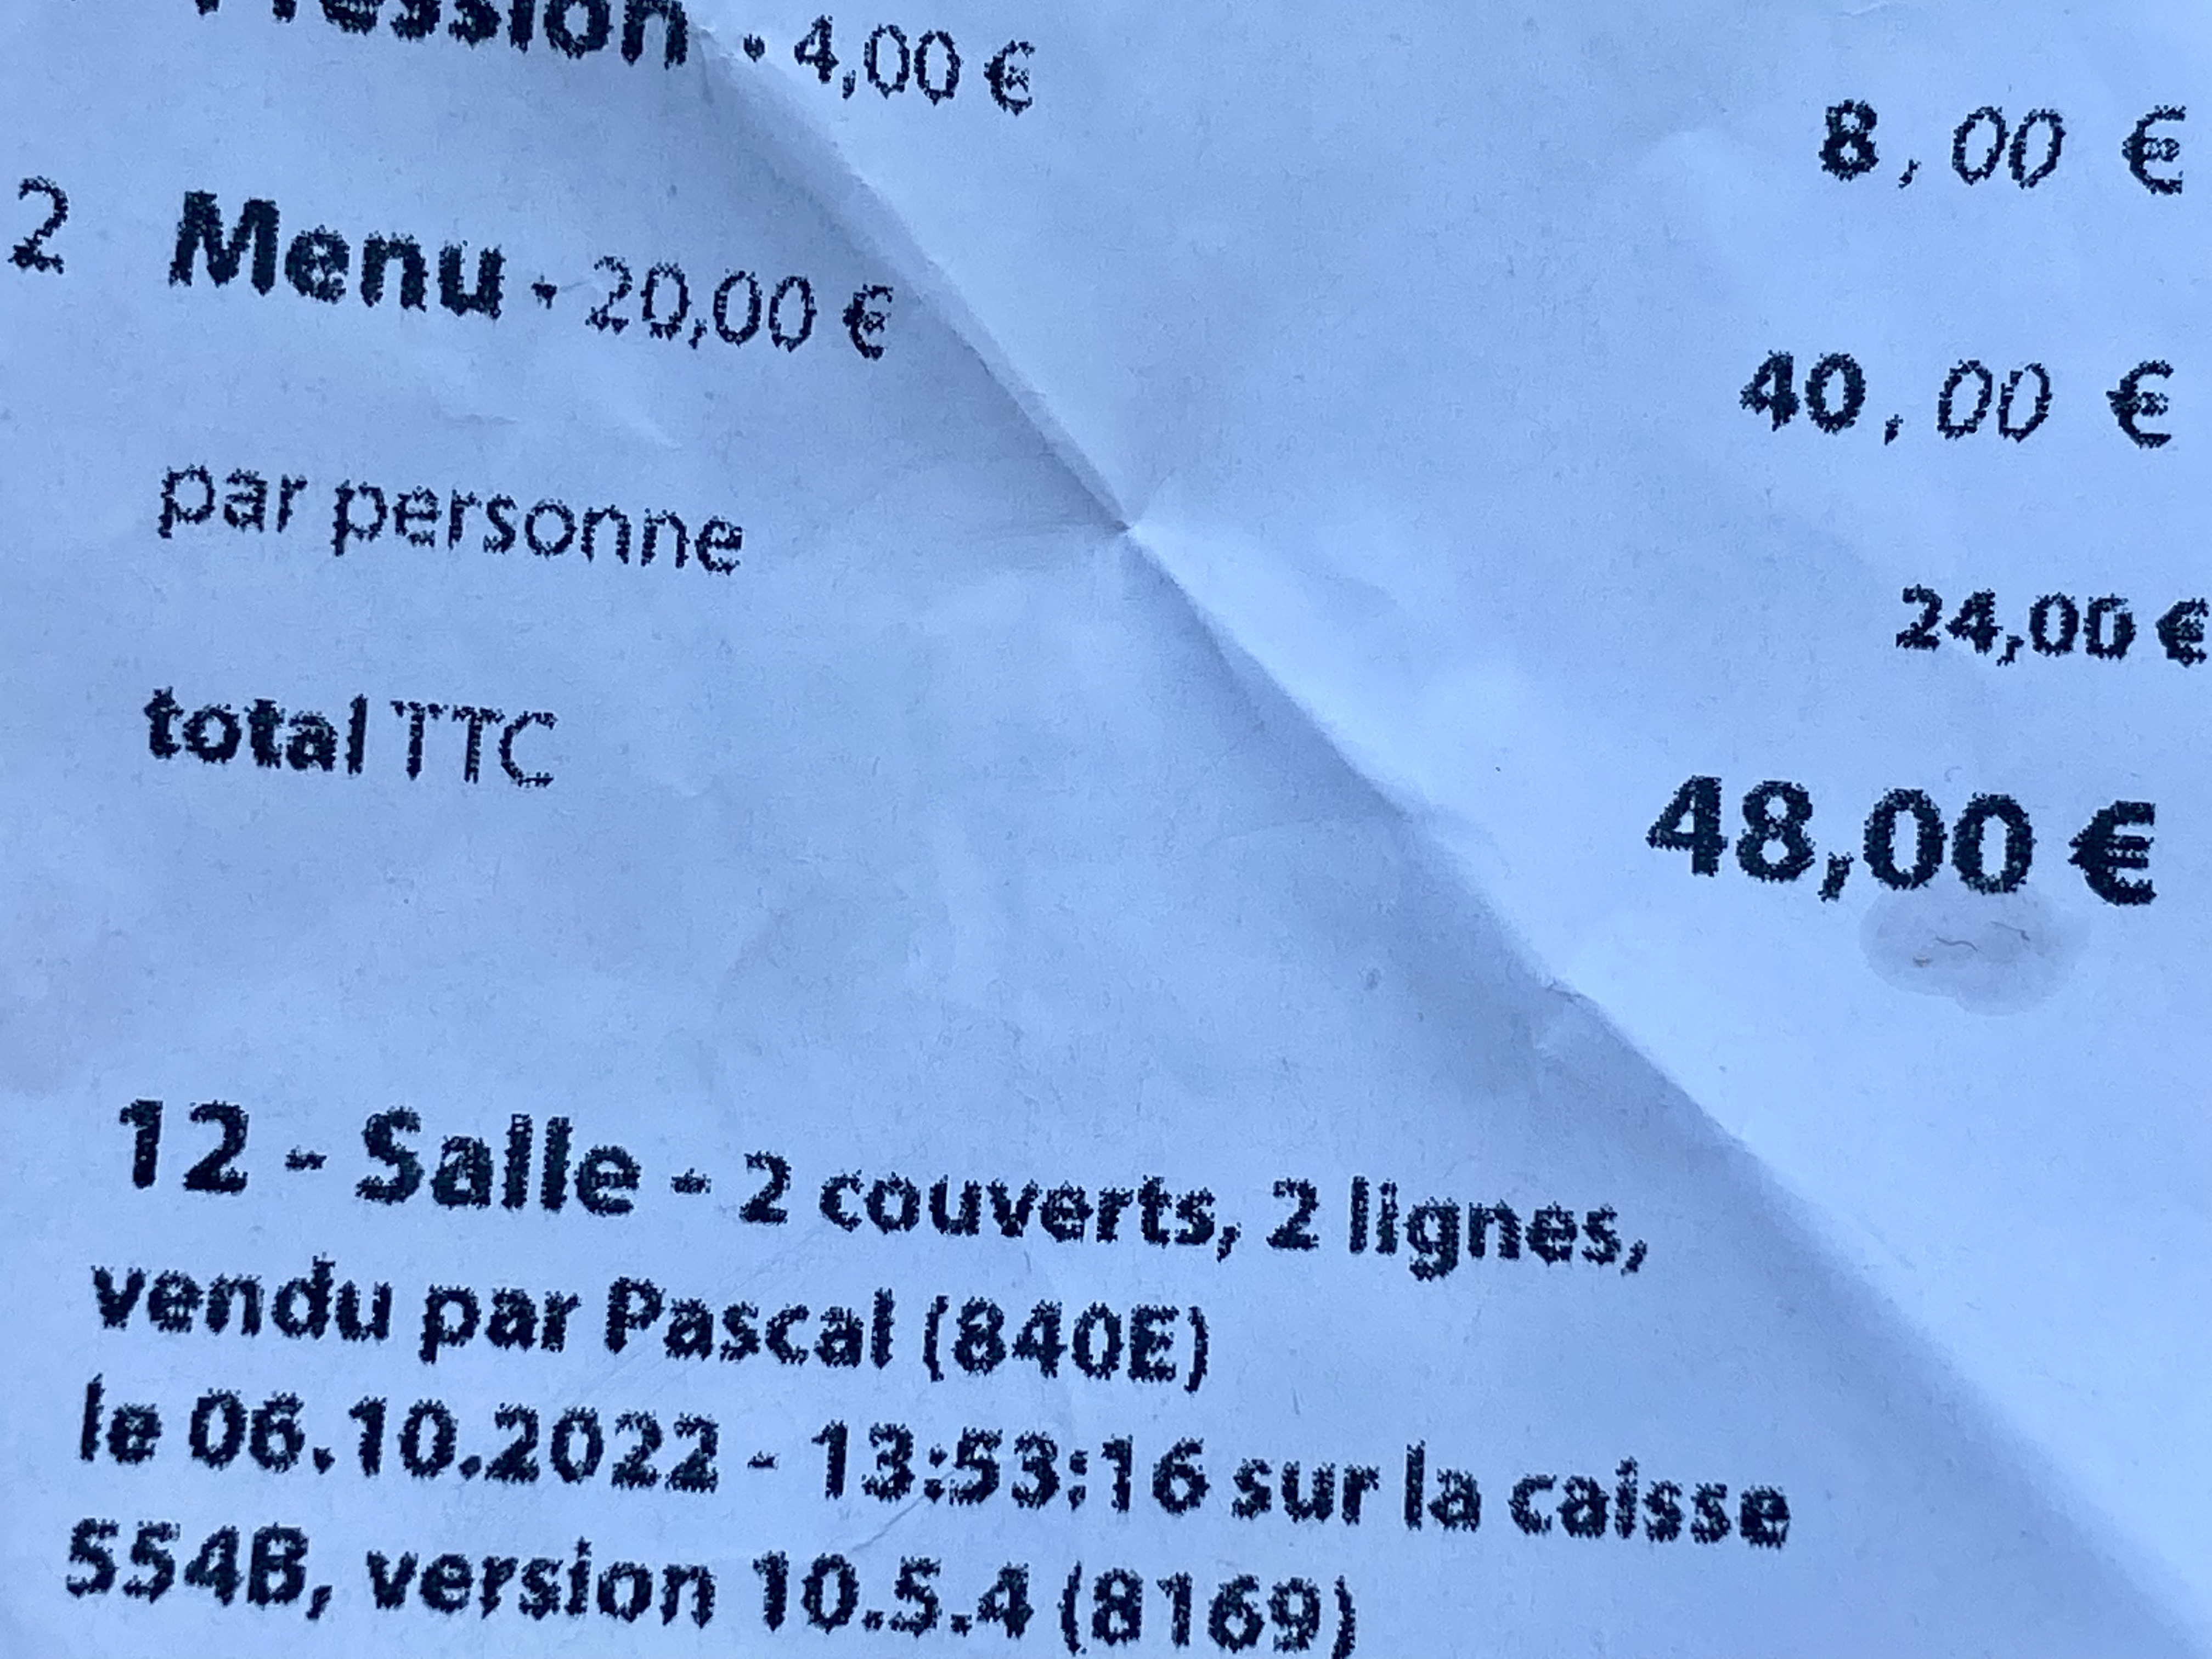 Pression · 4,00 €
8,00 €
2 Menu · 20,00 € 40,00 €
par personne 24,00 €
total TTC 48,00 €
12 - Salle - 2 couverts, 2 lignes,
vendu par Pascal (840E)
le 06.10.2022 - 13:53:16 sur la caisse
554B, version 10.5.4 (8169)